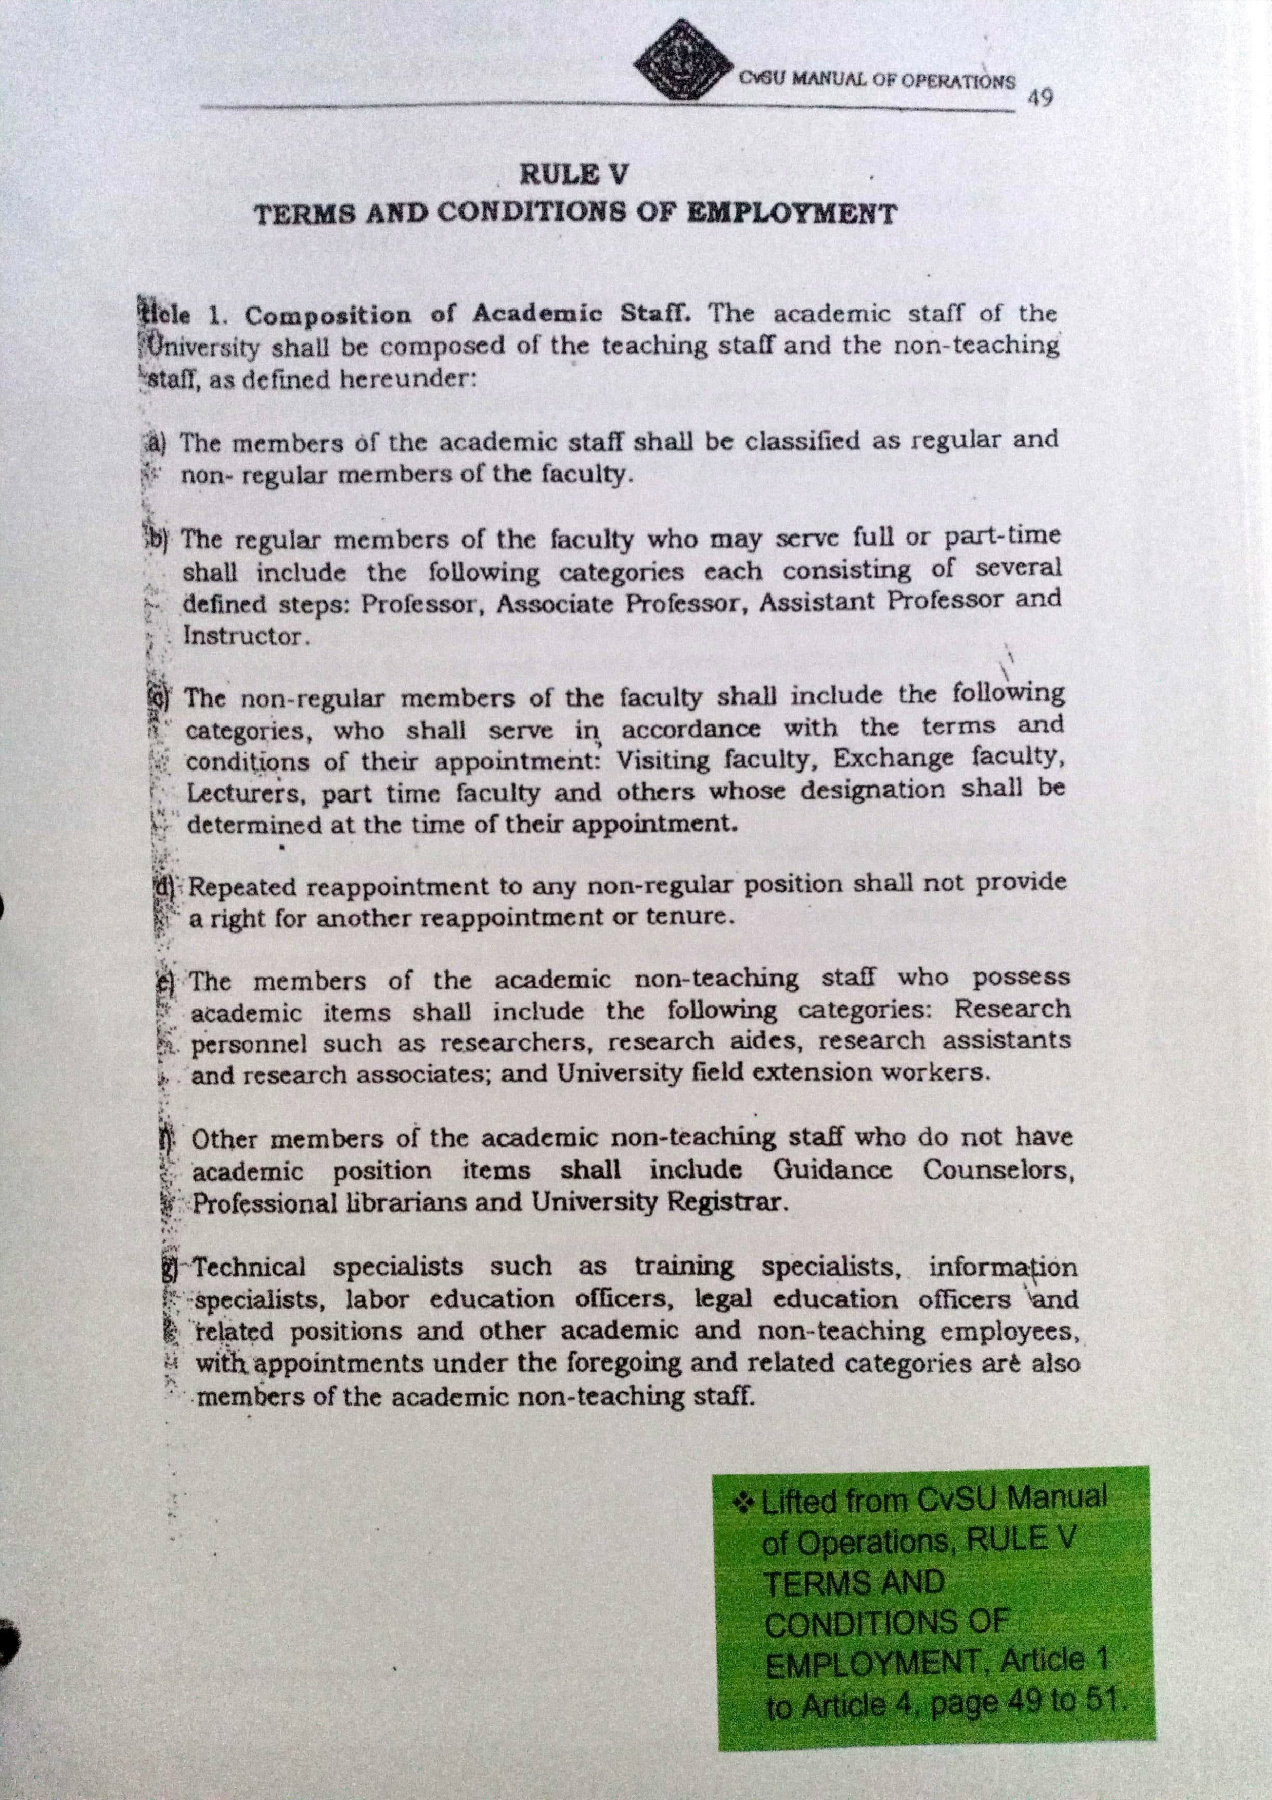 CvSU MANUAL OF OPERATIONS
49
RULE V
TERMS AND CONDITIONS OF EMPLOYMENT
ticle 1. Composition of Academic Staff. The academic staff of the
University shall be composed of the teaching staff and the non-teaching
staff, as defined hereunder:
a) The members of the academic staff shall be classified as regular and
non- regular members of the faculty.
b) The regular members of the faculty who may serve full or part-time
shall include the following categories each consisting of several
defined steps: Professor, Associate Professor, Assistant Professor and
Instructor.
c) The non-regular members of the faculty shall include the following
categories, who shall serve in accordance with the terms and
conditions of their appointment: Visiting faculty, Exchange faculty,
Lecturers, part time faculty and others whose designation shall be
determined at the time of their appointment.
d) Repeated reappointment to any non-regular position shall not provide
a right for another reappointment or tenure.
e) The members of the academic non-teaching staff who possess
academic items shall include the following categories: Research
personnel such as researchers, research aides, research assistants
and research associates; and University field extension workers.
f) Other members of the academic non-teaching staff who do not have
academic position items shall include Guidance Counselors,
Professional librarians and University Registrar.
g) Technical specialists such as training specialists, information
specialists, labor education officers, legal education officers and
related positions and other academic and non-teaching employees,
with appointments under the foregoing and related categories are also
members of the academic non-teaching staff.
❖ Lifted from CvSU Manual
of Operations, RULE V
TERMS AND
CONDITIONS OF
EMPLOYMENT, Article 1
to Article 4, page 49 to 51.